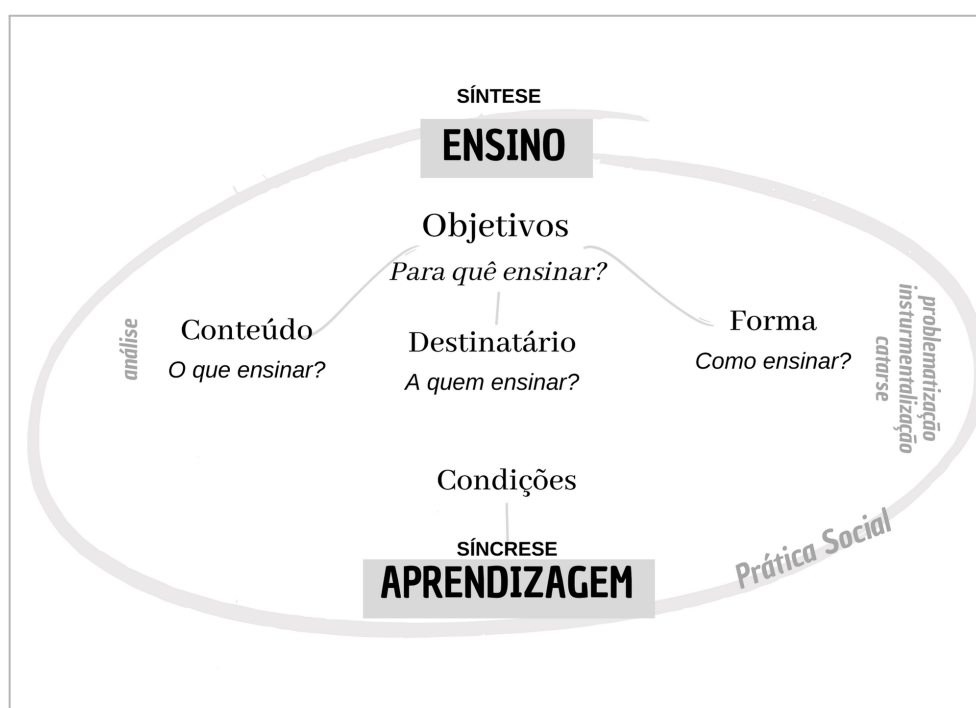 SÍNTESE
ENSINO
Objetivos
Para quê ensinar?
análise
Conteúdo
O que ensinar?
Destinatário
A quem ensinar?
Forma
Como ensinar?
problematização
insturmentalização
catarse
Condições
SÍNCRESE
APRENDIZAGEM
Prática Social